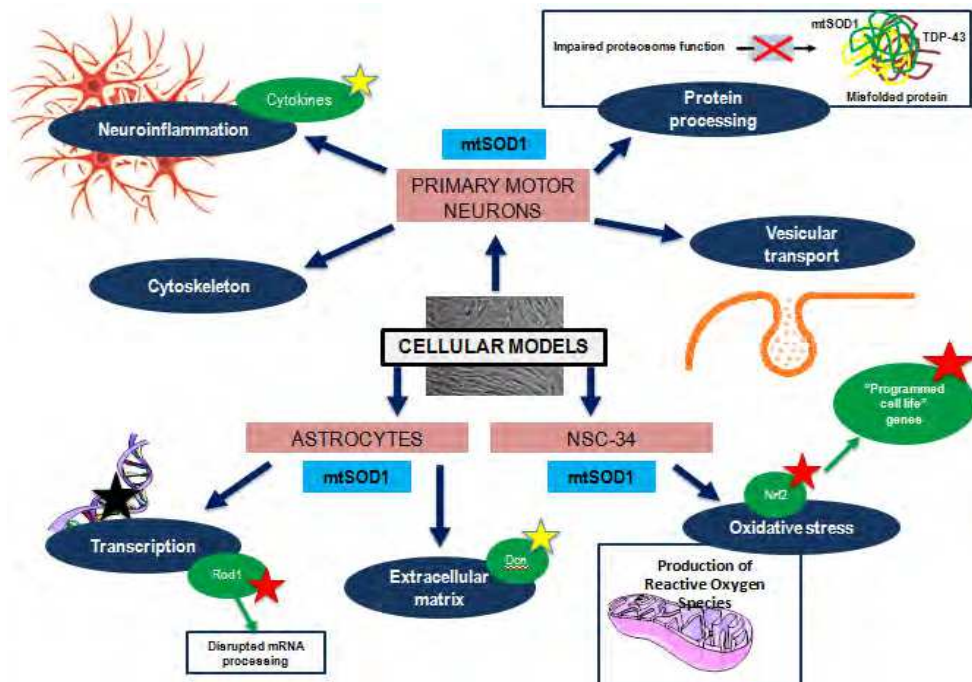 mtSOD1
TDP-43
Impaired proteosome function
Misfolded protein
Cytokines
Neuroinflammation
Protein
processing
mtSOD1
PRIMARY MOTOR
NEURONS
Vesicular
transport
Cytoskeleton
CELLULAR MODELS
"Programmed
cell life"
genes
ASTROCYTES
NSC-34
mtSOD1
mtSOD1
Nrf2
Oxidative stress
Transcription
Rod1
Dcn
Extracellular
matrix
Production of
Reactive Oxygen
Species
Disrupted mRNA
processing